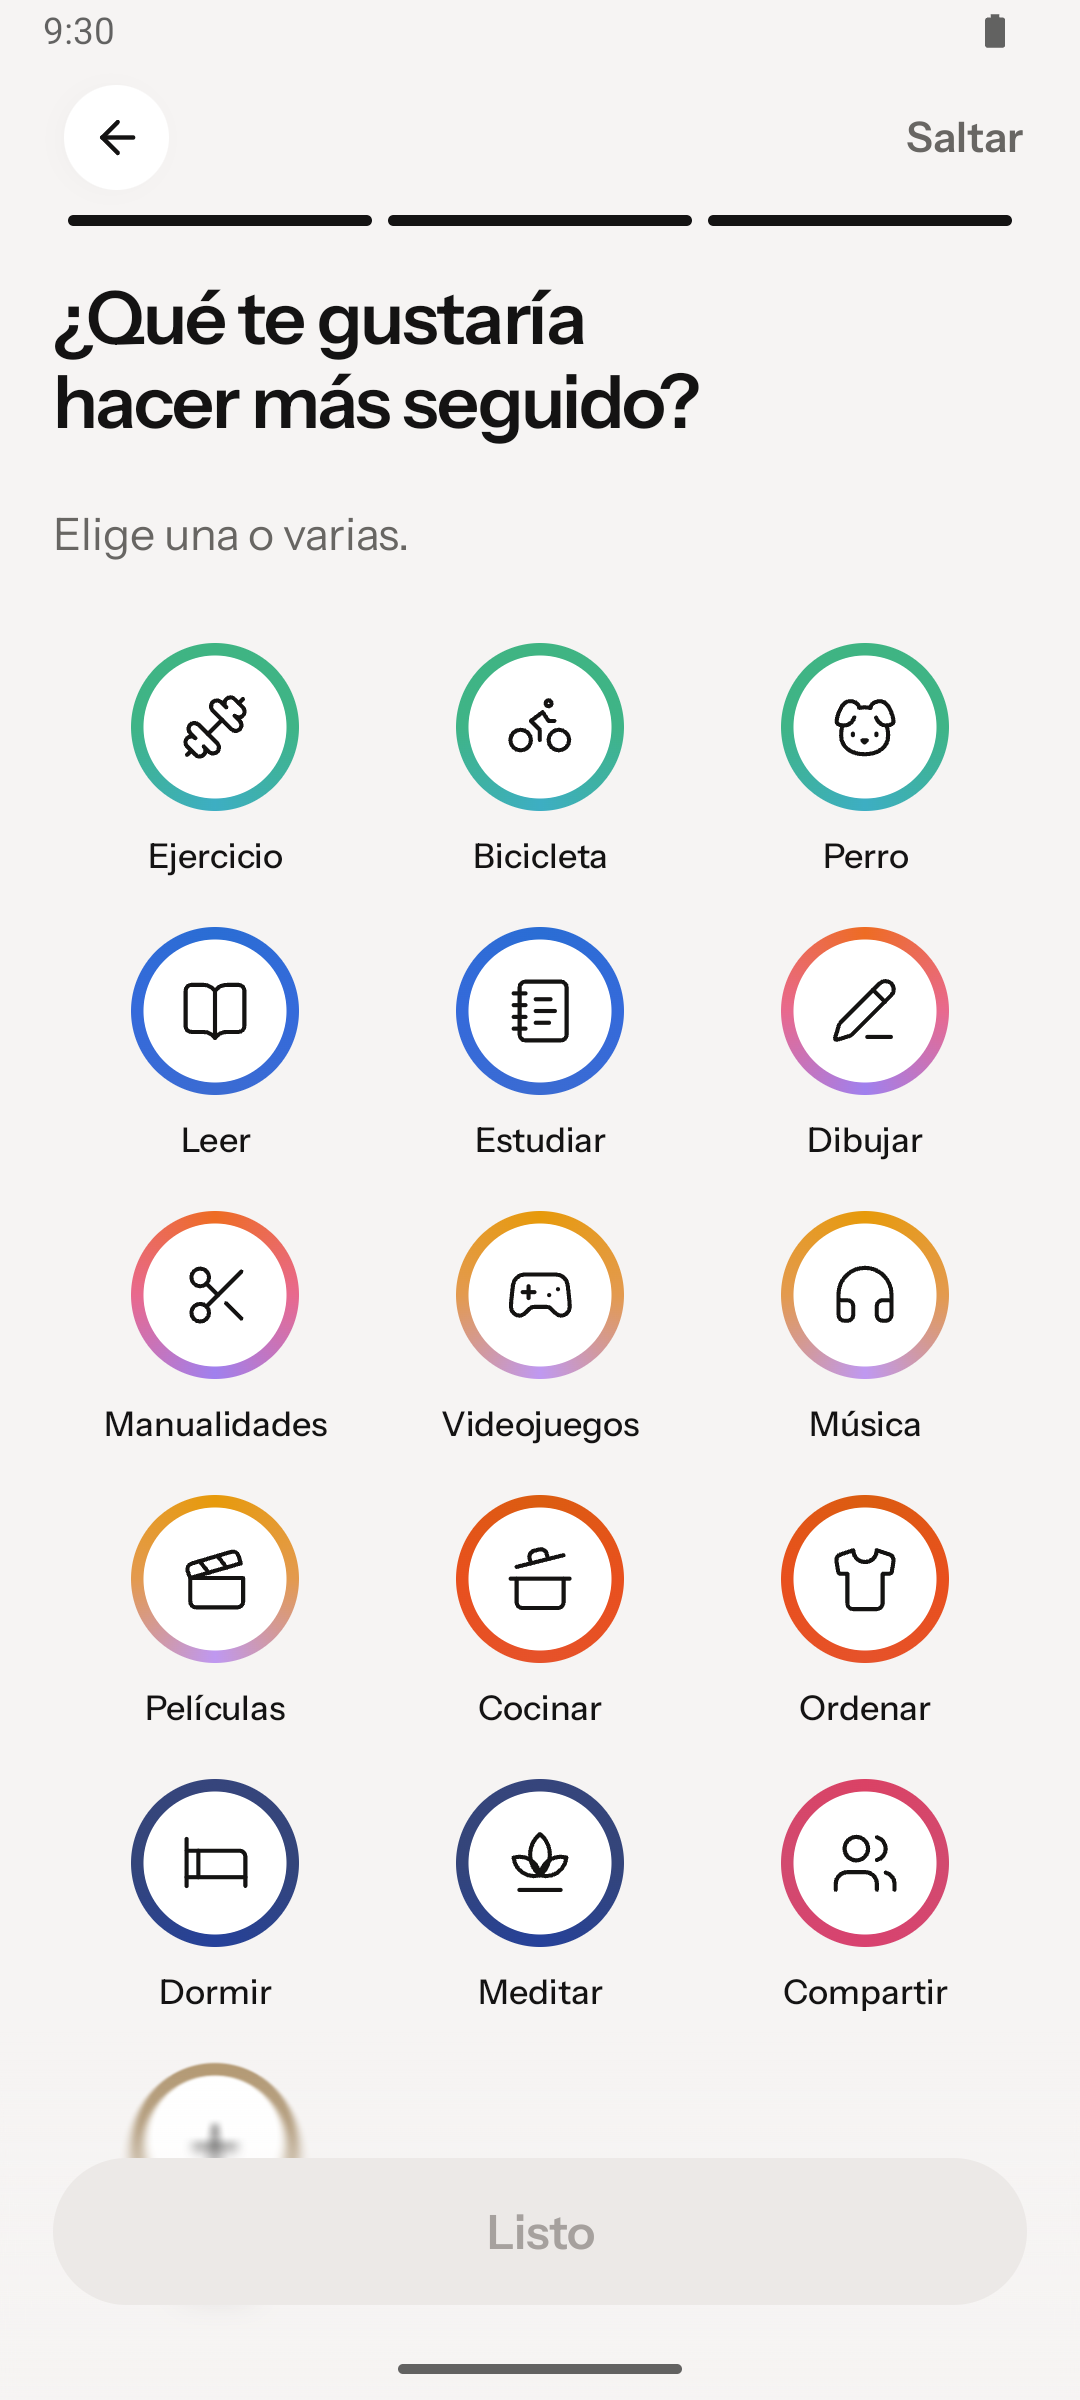 9:30
Saltar
¿Qué te gustaría
hacer más seguido?
Elige una o varias.
Ejercicio
Bicicleta
Perro
Leer
Estudiar
Dibujar
Manualidades
Videojuegos
Música
Películas
Cocinar
Ordenar
Dormir
Meditar
Compartir
Listo